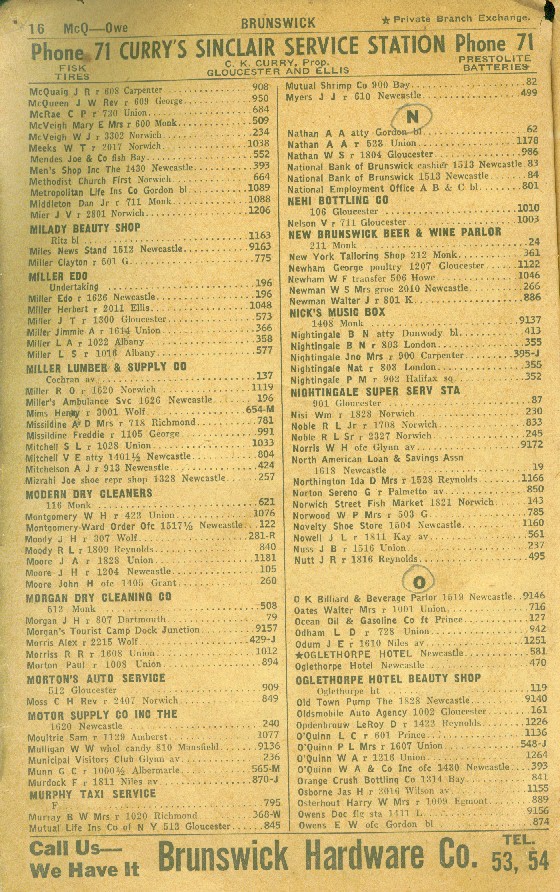 16 McQ—Owe BRUNSWICK ★ Private Branch Exchange.
Phone 71 CURRY'S SINCLAIR SERVICE STATION Phone 71
FISK TIRES
C. K. CURRY, Prop.
GLOUCESTER AND ELLIS
PRESTOLITE BATTERIES
McQuaig J R r 608 Carpenter 908
McQueen J W Rev r 609 George 950
McRae C P r 730 Union 684
McVeigh Mary E Mrs r 600 Monk 509
McVeigh W J r 3302 Norwich 234
Meeks W T r 2017 Norwich 1038
Mendes Joe & Co fish Bay 552
Men's Shop Inc The 1430 Newcastle 393
Methodist Church First Norwich 664
Metropolitan Life Ins Co Gordon bl 1089
Middleton Dan Jr r 711 Monk 1088
Mier J V r 2801 Norwich 1206
MILADY BEAUTY SHOP
Ritz bl 1163
Miles News Stand 1513 Newcastle 9163
Miller Clayton r 501 G 775
MILLER EDO
Undertaking 196
Miller Edo r 1626 Newcastle 196
Miller Herbert r 2011 Ellis 1048
Miller J T r 1300 Gloucester 573
Miller Jimmie A r 1614 Union 366
Miller L A r 1022 Albany 358
Miller L S r 1016 Albany 577
MILLER LUMBER & SUPPLY CO
Cochran av 137
Miller R O r 1620 Norwich 1119
Miller's Ambulance Svc 1626 Newcastle 196
Mims Henry r 3001 Wolf 654-M
Missildine A D Mrs r 718 Richmond 781
Missildine Freddie r 1105 George 991
Mitchell S L r 1028 Union 1033
Mitchell V E ntty 1401½ Newcastle 804
Mitchelson A J r 913 Newcastle 424
Mizrahi Joe shoe repr shop 1328 Newcastle 257
MODERN DRY CLEANERS
116 Monk 621
Montgomery W H r 423 Union 1076
Montgomery-Ward Order Ofc 1517½ Newcastle 122
Moody J H r 307 Wolf 281-R
Moody R L r 1809 Reynolds 840
Moore J A r 1828 Union 1181
Moore J H r 1204 Newcastle 105
Moore John H ofc 1405 Grant 260
MORGAN DRY CLEANING CO
513 Monk 508
Morgan J H r 807 Dartmouth 79
Morgan's Tourist Camp Dock Junction 9157
Morris Alex r 2215 Wolf 429-J
Morriss R R r 1608 Union 1012
Morton Paul r 1008 Union 894
MORTON'S AUTO SERVICE
512 Gloucester 909
Moss C H Rev r 2407 Norwich 849
MOTOR SUPPLY CO INC THE
1620 Newcastle 240
Moultrie Sam r 1129 Amherst 1077
Mulligan W W whol candy 810 Mansfield 9136
Municipal Visitors Club Glynn av 236
Munn G C r 1000½ Albermarle 565-M
Murdock F r 1811 Niles av 870-J
MURPHY TAXI SERVICE
F 795
Murray B W Mrs r 1020 Richmond 368-W
Mutual Life Ins Co of N Y 513 Gloucester 845
Mutual Shrimp Co 900 Bay 82
Myers J J r 610 Newcastle 499
N
Nathan A A atty Gordon bl 62
Nathan A A r 528 Union 1178
Nathan W S r 1804 Gloucester 986
National Bank of Brunswick cashier 1513 Newcastle 83
National Bank of Brunswick 1513 Newcastle 84
National Employment Office A B & C bl 801
NEHI BOTTLING CO
106 Gloucester 1010
Nelson V r 711 Gloucester 1003
NEW BRUNSWICK BEER & WINE PARLOR
211 Monk 24
New York Tailoring Shop 212 Monk 361
Newham George poultry 1207 Gloucester 1122
Newham W F transfer 506 Howe 1046
Newman W S Mrs groc 2010 Newcastle 266
Newman Walter J r 801 K 886
NICK'S MUSIC BOX
1408 Monk 9137
Nightingale B N atty Dunwody bl 413
Nightingale B N r 803 London 355
Nightingale Jno Mrs r 900 Carpenter 395-J
Nightingale Nat r 803 London 355
Nightingale P M r 902 Halifax sq 352
NIGHTINGALE SUPER SERV STA
901 Gloucester 87
Nisi Wm r 1828 Norwich 230
Noble R L Jr r 1708 Norwich 833
Noble R L Sr r 2327 Norwich 245
Norris W H ofc Glynn av 9172
North American Loan & Savings Assn
1618 Newcastle 19
Northington Ida D Mrs r 1528 Reynolds 1166
Norton Sereno G r Palmetto av 850
Norwich Street Fish Market 1821 Norwich 143
Norwood W P Mrs r 503 G 785
Novelty Shoe Store 1504 Newcastle 1160
Nowell J L r 1811 Kay av 561
Nuss J B r 1516 Union 237
Nutt J R r 1816 Reynolds 495
O
O K Billiard & Beverage Parlor 1519 Newcastle 9146
Oates Walter Mrs r 1001 Union 716
Ocean Oil & Gasoline Co ft Prince 127
Odham L D r 728 Union 942
Odum J E r 1610 Niles av 1251
★OGLETHORPE HOTEL Newcastle 581
Oglethorpe Hotel Newcastle 470
OGLETHORPE HOTEL BEAUTY SHOP
Oglethorpe ht 119
Old Town Pump The 1828 Newcastle 9140
Oldsmobile Auto Agency 1002 Gloucester 161
Opdenbrouw LeRoy D r 1433 Reynolds 1226
O'Quinn L C r 601 Prince 1136
O'Quinn P L Mrs r 1607 Union 548-J
O'Quinn W A r 1216 Union 1264
O'Quinn W A & Co Inc ofc 1430 Newcastle 393
Orange Crush Bottling Co 1314 Bay 841
Osborne Jas H r 3016 Wilson av 1155
Osterhout Harry W Mrs r 1009 Egmont 889
Owens Doc fle sta 1411 L 9156
Owens E W ofc Gordon bl 874
Call Us—
We Have It
Brunswick Hardware Co. TEL. 53, 54